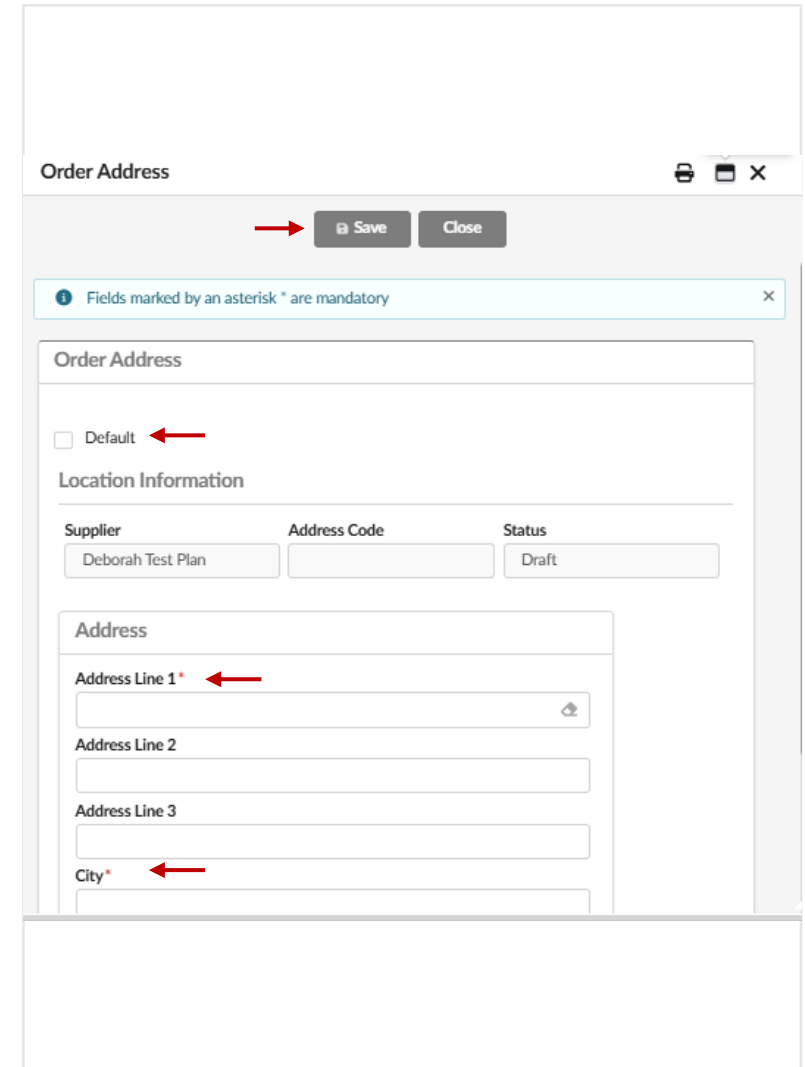 Order Address
Save Close
Fields marked by an asterisk * are mandatory
Order Address
Default
Location Information
Supplier Address Code Status
Deborah Test Plan Draft
Address
Address Line 1*
Address Line 2
Address Line 3
City*